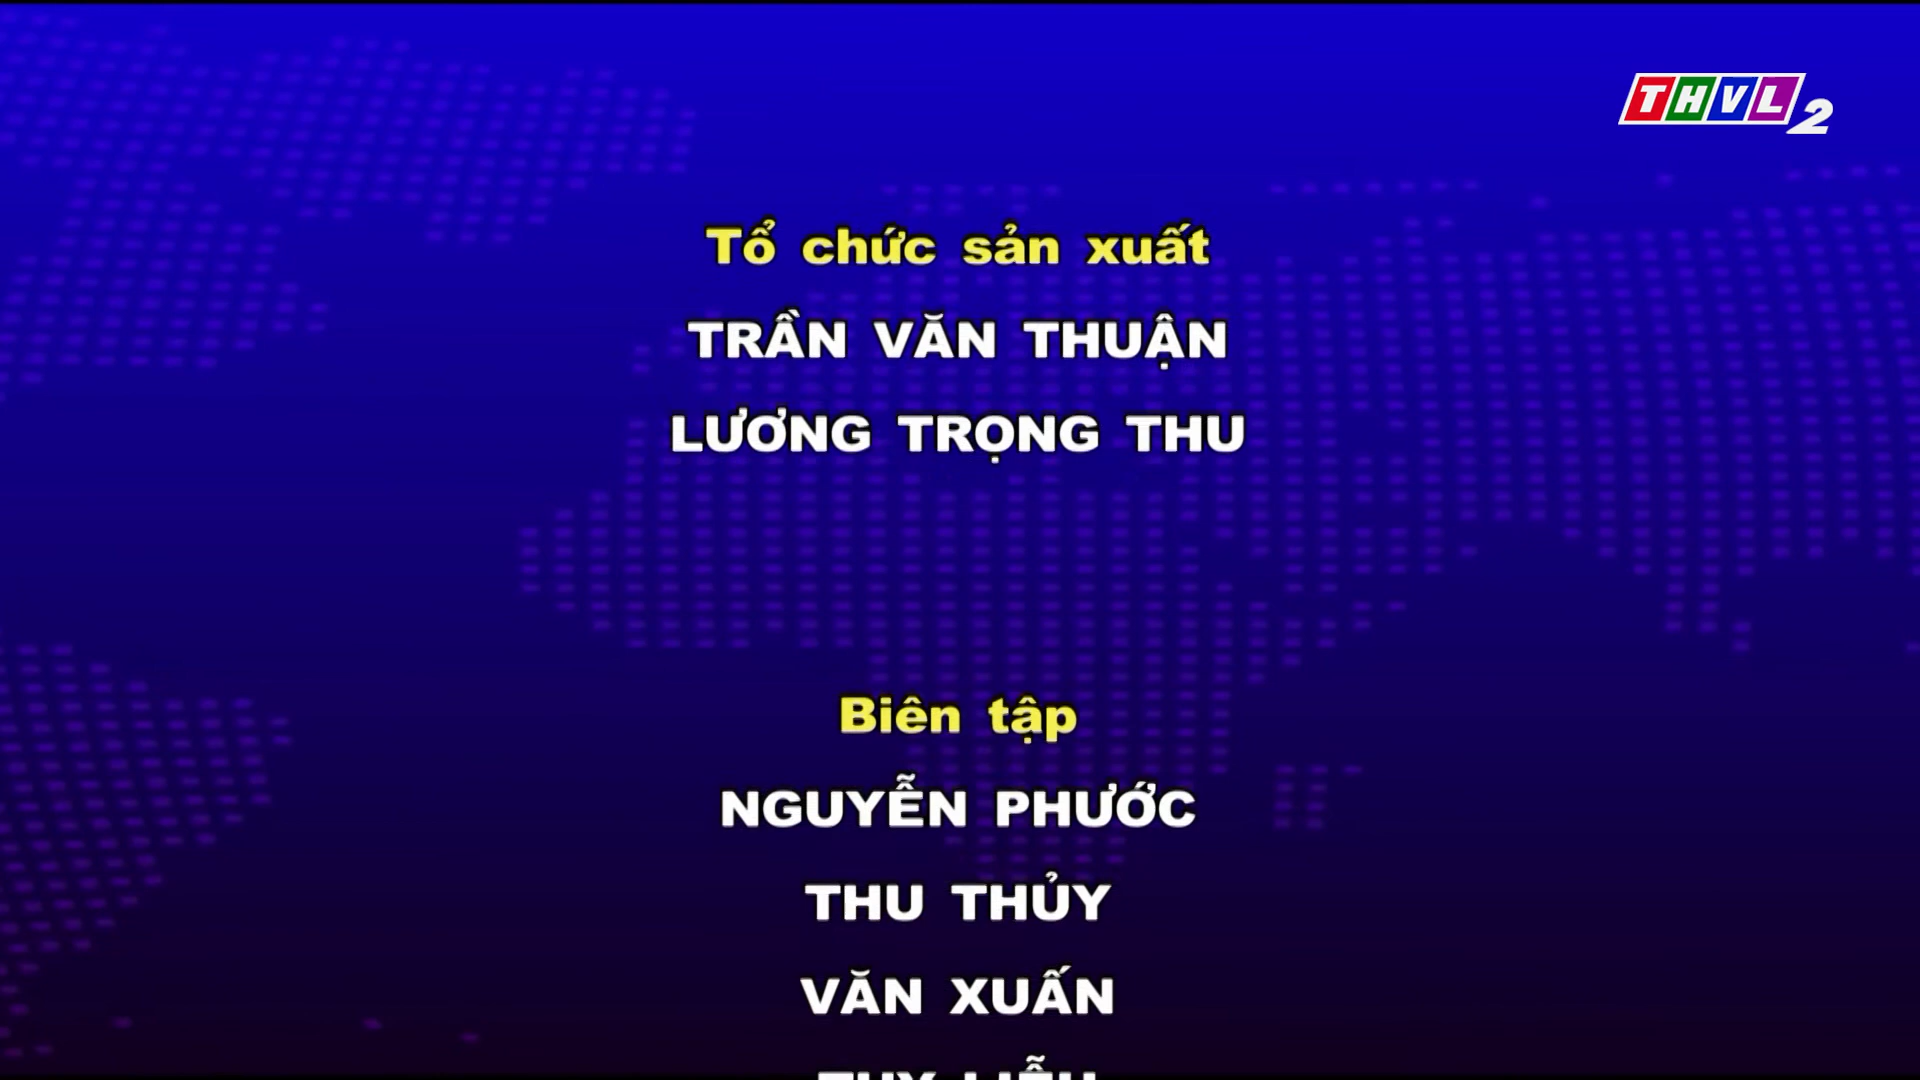 THVL2
Tổ chức sản xuất
TRẦN VĂN THUẬN
LƯƠNG TRỌNG THU
Biên tập
NGUYỄN PHƯỚC
THU THỦY
VĂN XUẤN